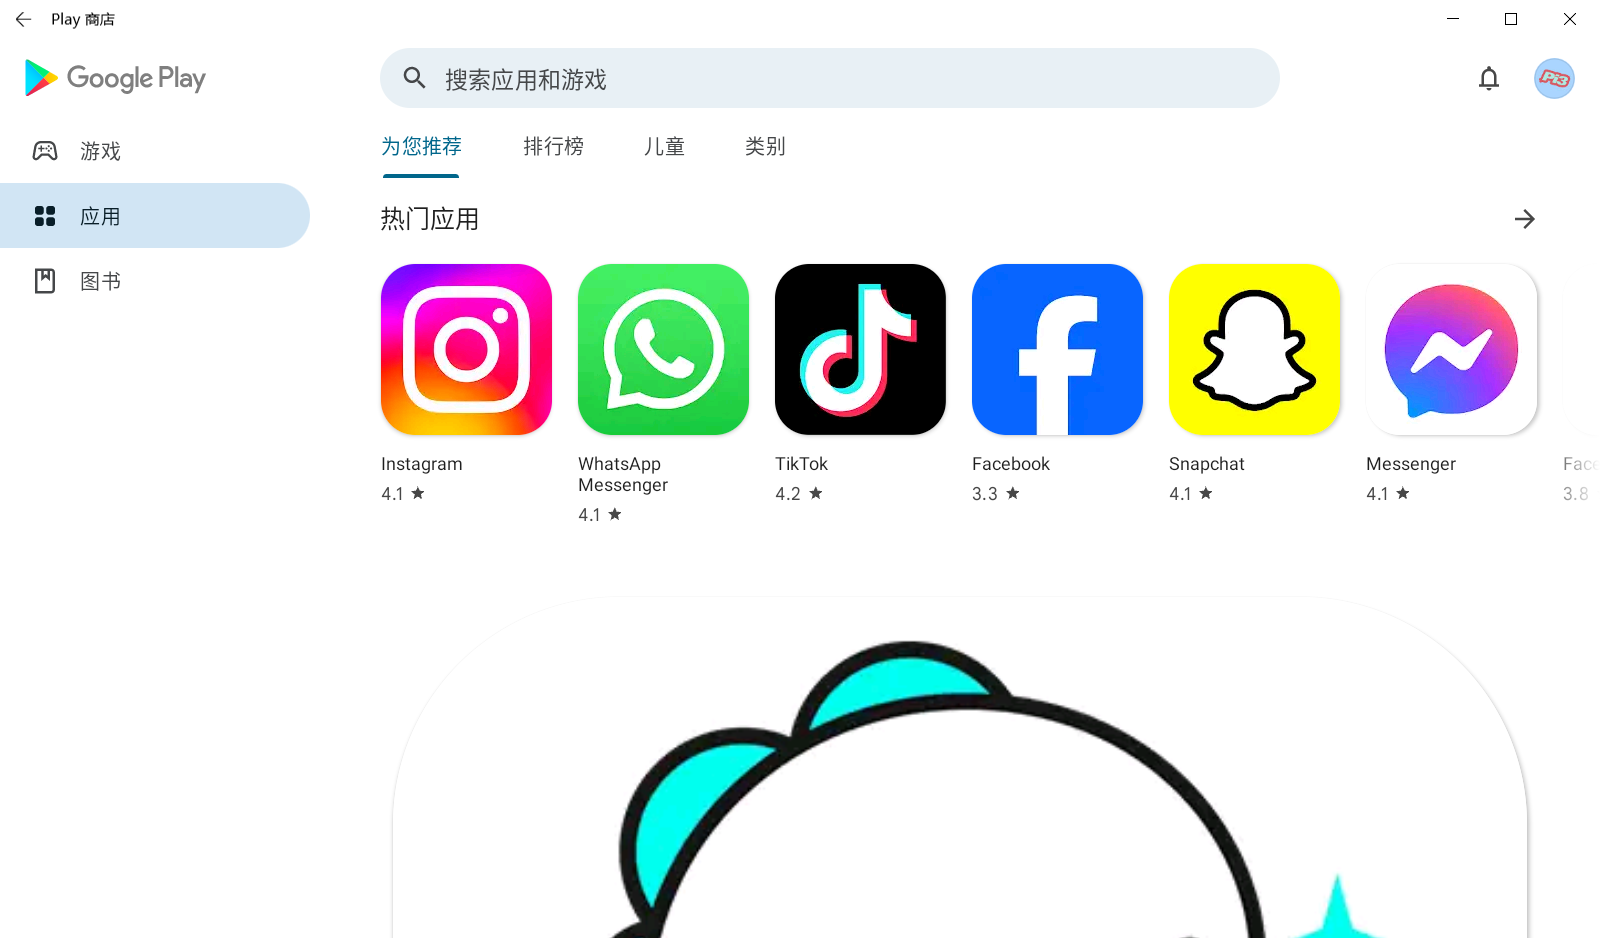 Play 商店
Google Play
搜索应用和游戏
Pi3
游戏
应用
图书
为您推荐 排行榜 儿童 类别
热门应用
Instagram
4.1 ★
WhatsApp
Messenger
4.1 ★
TikTok
4.2 ★
Facebook
3.3 ★
Snapchat
4.1 ★
Messenger
4.1 ★
Face
3.8